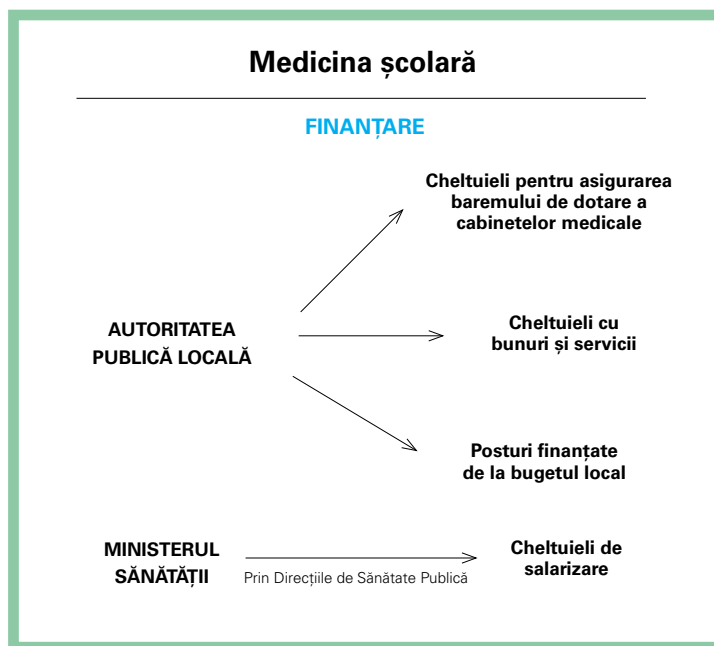 Medicina școlară
FINANȚARE
Cheltuieli pentru asigurarea
baremului de dotare a
cabinetelor medicale
AUTORITATEA
PUBLICĂ LOCALĂ
Cheltuieli cu
bunuri și servicii
Posturi finanțate
de la bugetul local
MINISTERUL
SĂNĂTĂȚII
Prin Direcțiile de Sănătate Publică
Cheltuieli de
salarizare